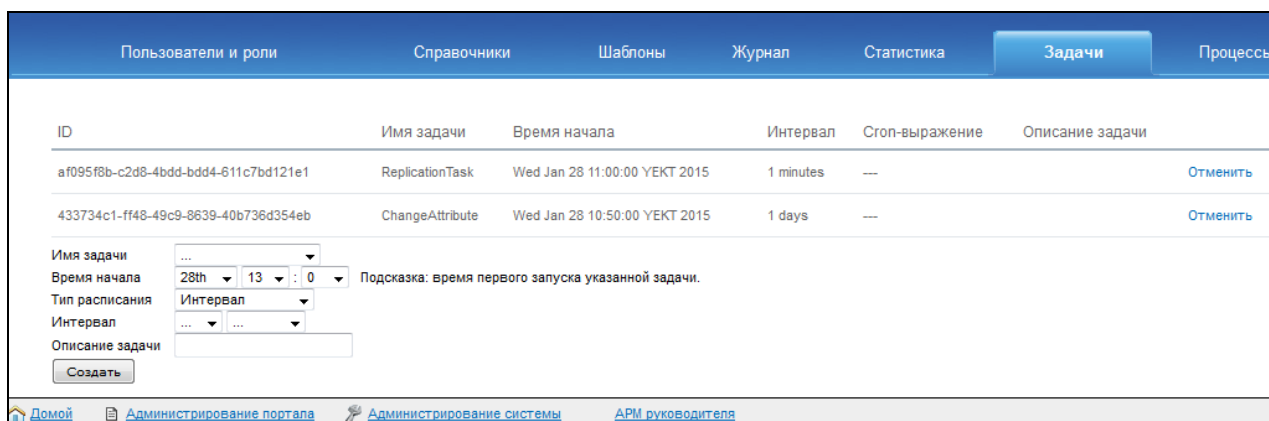 Пользователи и роли Справочники Шаблоны Журнал Статистика Задачи Процессы
ID Имя задачи Время начала Интервал Cron-выражение Описание задачи
af095f8b-c2d8-4bdd-bdd4-611c7bd121e1 ReplicationTask Wed Jan 28 11:00:00 YEKT 2015 1 minutes --- Отменить
433734c1-ff48-49c9-8639-40b736d354eb ChangeAttribute Wed Jan 28 10:50:00 YEKT 2015 1 days --- Отменить
Имя задачи ...
Время начала 28th 13 : 0 Подсказка: время первого запуска указанной задачи.
Тип расписания Интервал
Интервал ... ...
Описание задачи
Создать
Домой Администрирование портала Администрирование системы АРМ руководителя